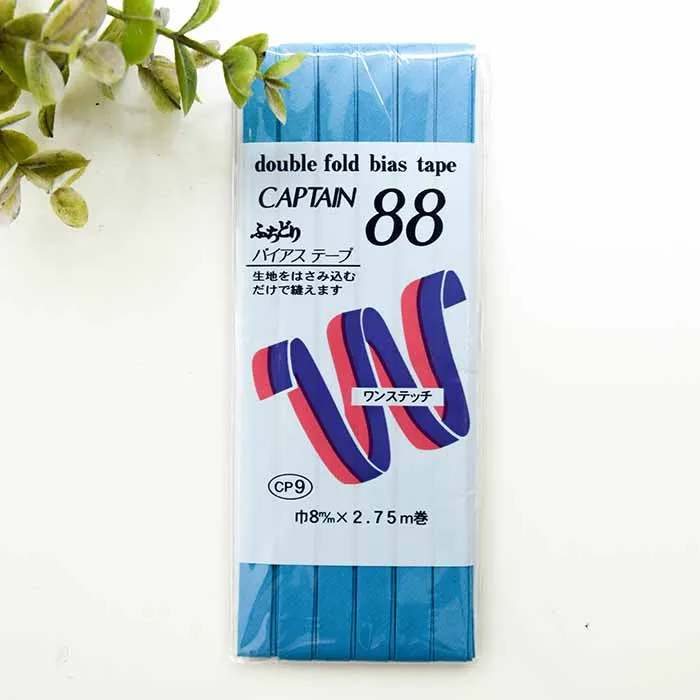 double fold bias tape
CAPTAIN 88
ふちどり
バイアス テープ
生地をはさみ込む
だけで縫えます
ワンステッチ
CP9
巾8m/m×2.75m巻